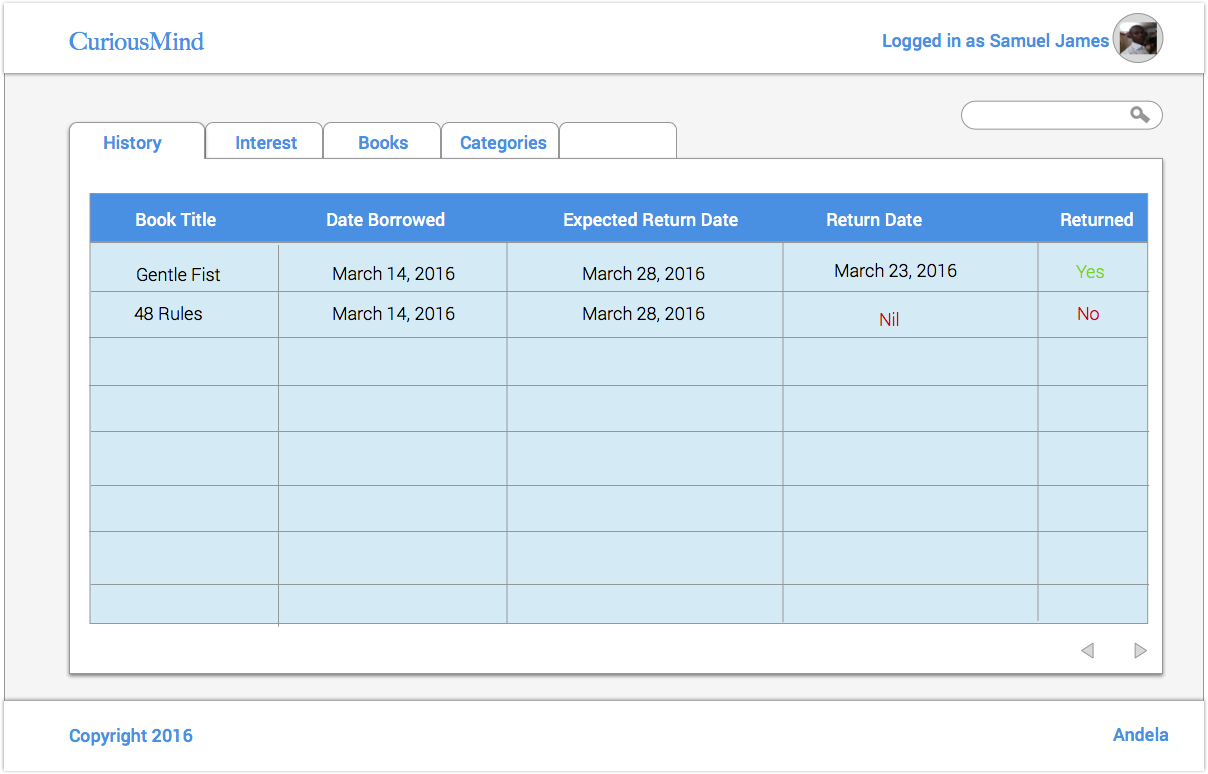 CuriousMind
Logged in as Samuel James
History Interest Books Categories
Book Title Date Borrowed Expected Return Date Return Date Returned
Gentle Fist March 14, 2016 March 28, 2016 March 23, 2016 Yes
48 Rules March 14, 2016 March 28, 2016 Nil No
Copyright 2016 Andela